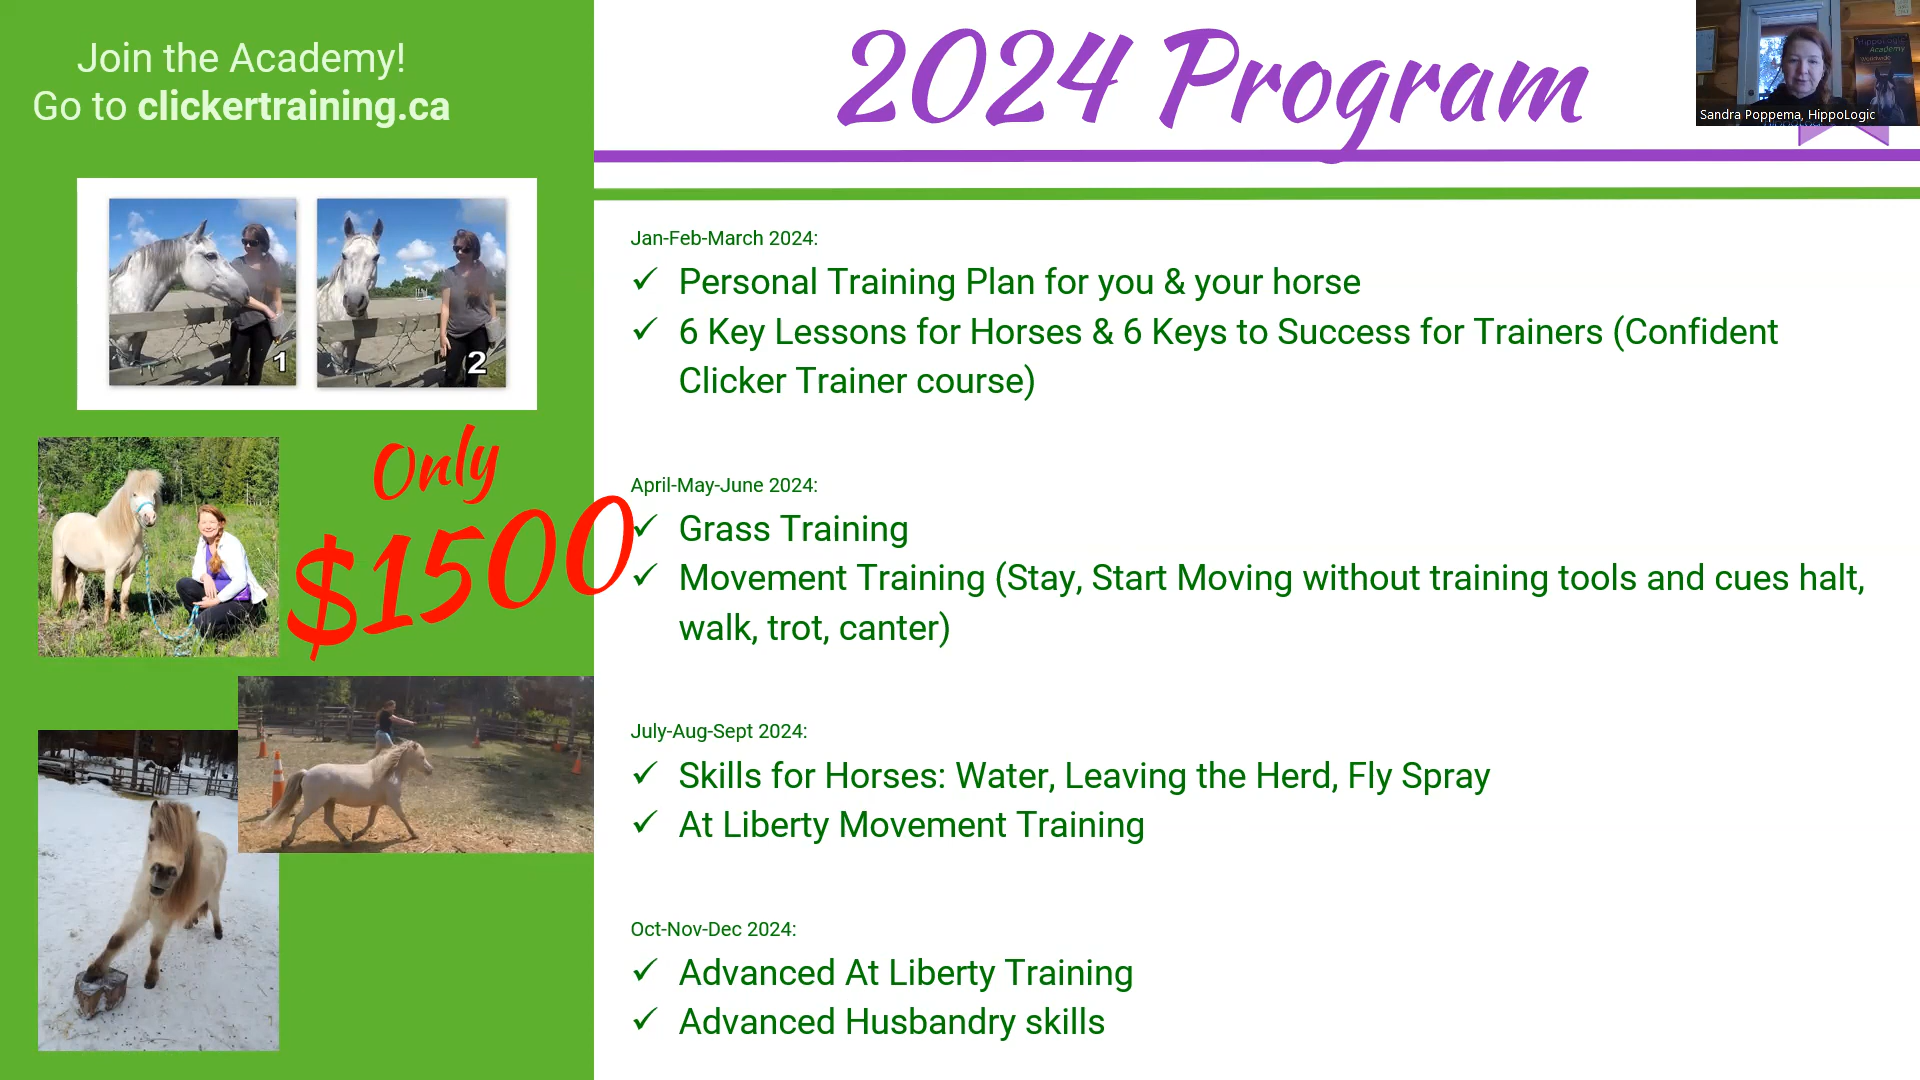 Join the Academy!
Go to clickertraining.ca
1
2
Only
$1500
2024 Program
HippoLogic
Academy
Sandra Poppema, HippoLogic
Jan-Feb-March 2024:
✓ Personal Training Plan for you & your horse
✓ 6 Key Lessons for Horses & 6 Keys to Success for Trainers (Confident
Clicker Trainer course)
April-May-June 2024:
✓ Grass Training
✓ Movement Training (Stay, Start Moving without training tools and cues halt,
walk, trot, canter)
July-Aug-Sept 2024:
✓ Skills for Horses: Water, Leaving the Herd, Fly Spray
✓ At Liberty Movement Training
Oct-Nov-Dec 2024:
✓ Advanced At Liberty Training
✓ Advanced Husbandry skills